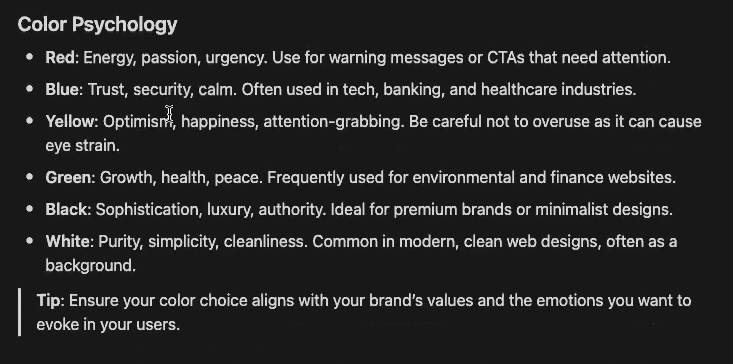 Color Psychology
• Red: Energy, passion, urgency. Use for warning messages or CTAs that need attention.
• Blue: Trust, security, calm. Often used in tech, banking, and healthcare industries.
• Yellow: Optimism, happiness, attention-grabbing. Be careful not to overuse as it can cause
eye strain.
• Green: Growth, health, peace. Frequently used for environmental and finance websites.
• Black: Sophistication, luxury, authority. Ideal for premium brands or minimalist designs.
• White: Purity, simplicity, cleanliness. Common in modern, clean web designs, often as a
background.
Tip: Ensure your color choice aligns with your brand’s values and the emotions you want to
evoke in your users.